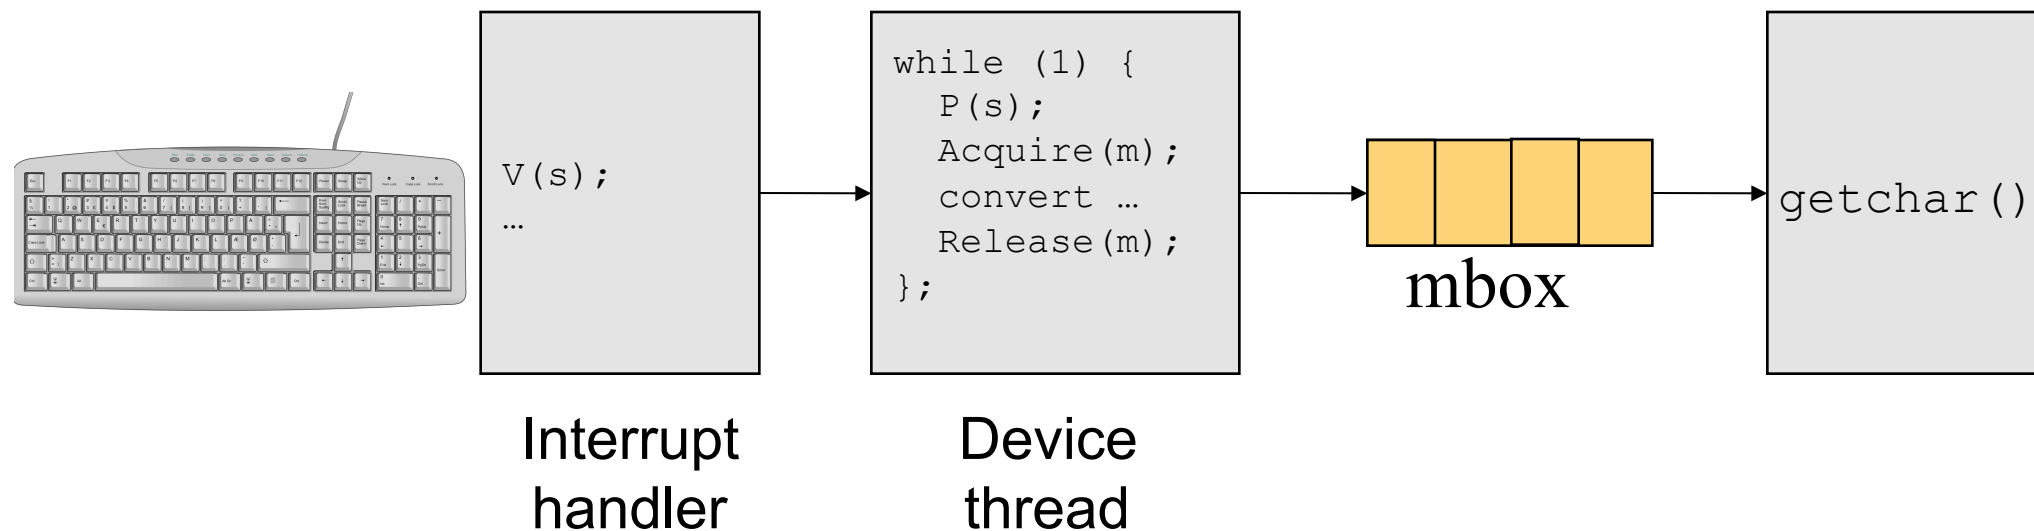 V(s);
…
while (1) {
P(s);
Acquire(m);
convert …
Release(m);
};
mbox
getchar()
Interrupt
handler
Device
thread